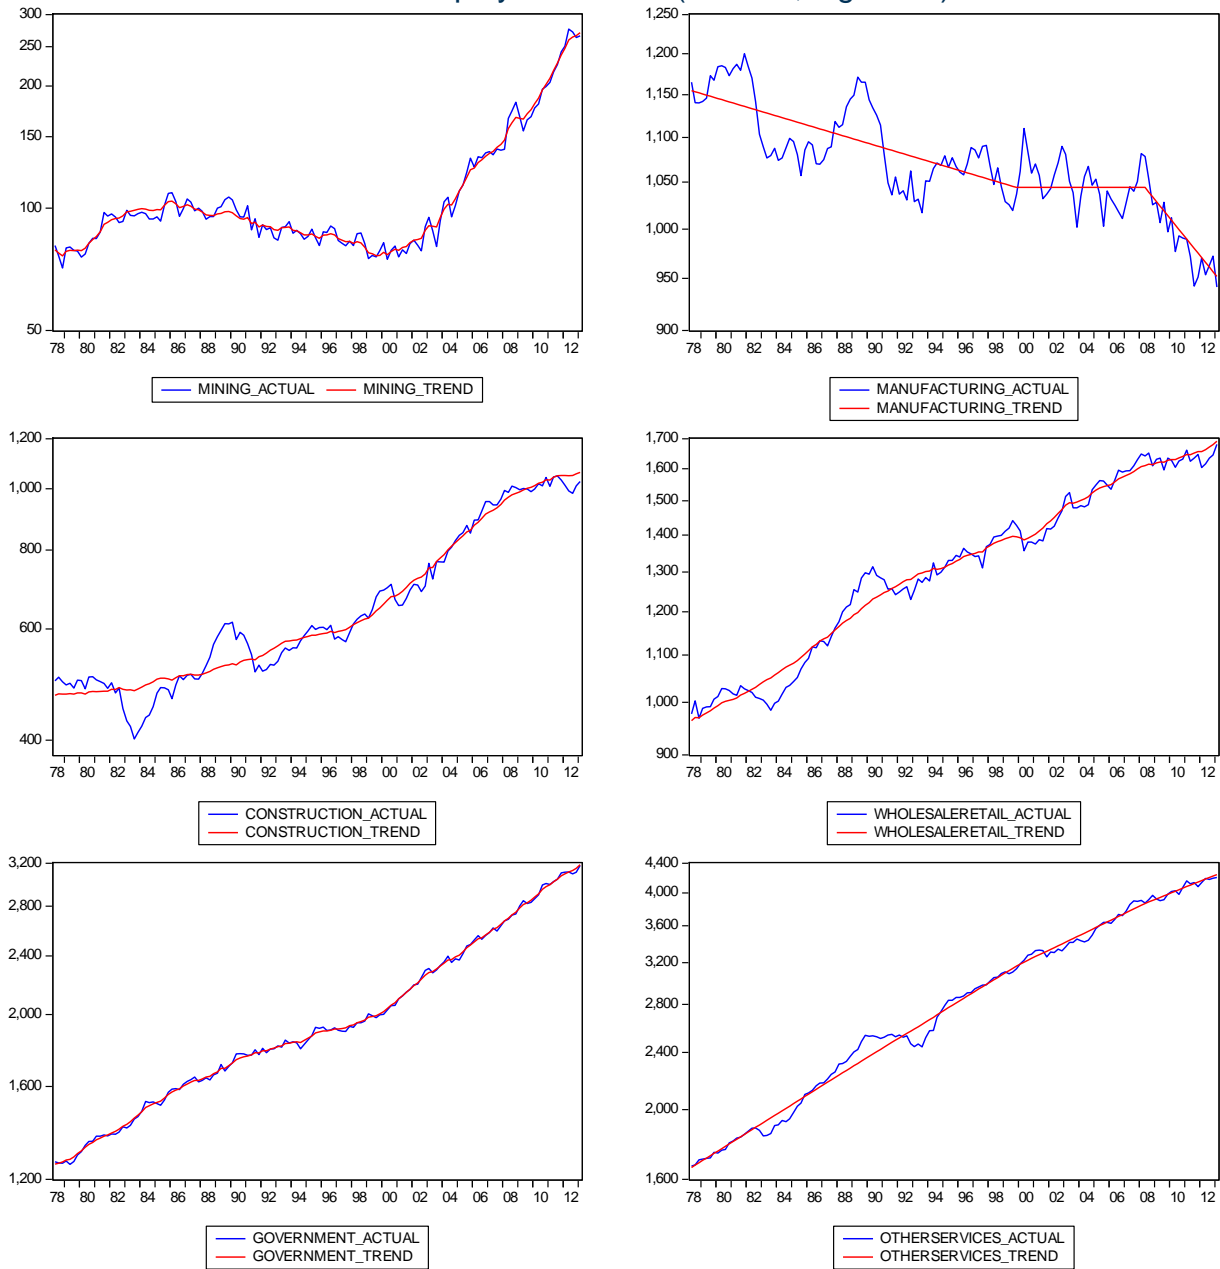 300
250
200
150
100
50
78 80 82 84 86 88 90 92 94 96 98 00 02 04 06 08 10 12
MINING_ACTUAL MINING_TREND
1,250
1,200
1,150
1,100
1,050
1,000
950
900
78 80 82 84 86 88 90 92 94 96 98 00 02 04 06 08 10 12
MANUFACTURING_ACTUAL
MANUFACTURING_TREND
1,200
1,000
800
600
400
78 80 82 84 86 88 90 92 94 96 98 00 02 04 06 08 10 12
CONSTRUCTION_ACTUAL
CONSTRUCTION_TREND
1,700
1,600
1,500
1,400
1,300
1,200
1,100
1,000
900
78 80 82 84 86 88 90 92 94 96 98 00 02 04 06 08 10 12
WHOLESALERETAIL_ACTUAL
WHOLESALERETAIL_TREND
3,200
2,800
2,400
2,000
1,600
1,200
78 80 82 84 86 88 90 92 94 96 98 00 02 04 06 08 10 12
GOVERNMENT_ACTUAL
GOVERNMENT_TREND
4,400
4,000
3,600
3,200
2,800
2,400
2,000
1,600
78 80 82 84 86 88 90 92 94 96 98 00 02 04 06 08 10 12
OTHERSERVICES_ACTUAL
OTHERSERVICES_TREND